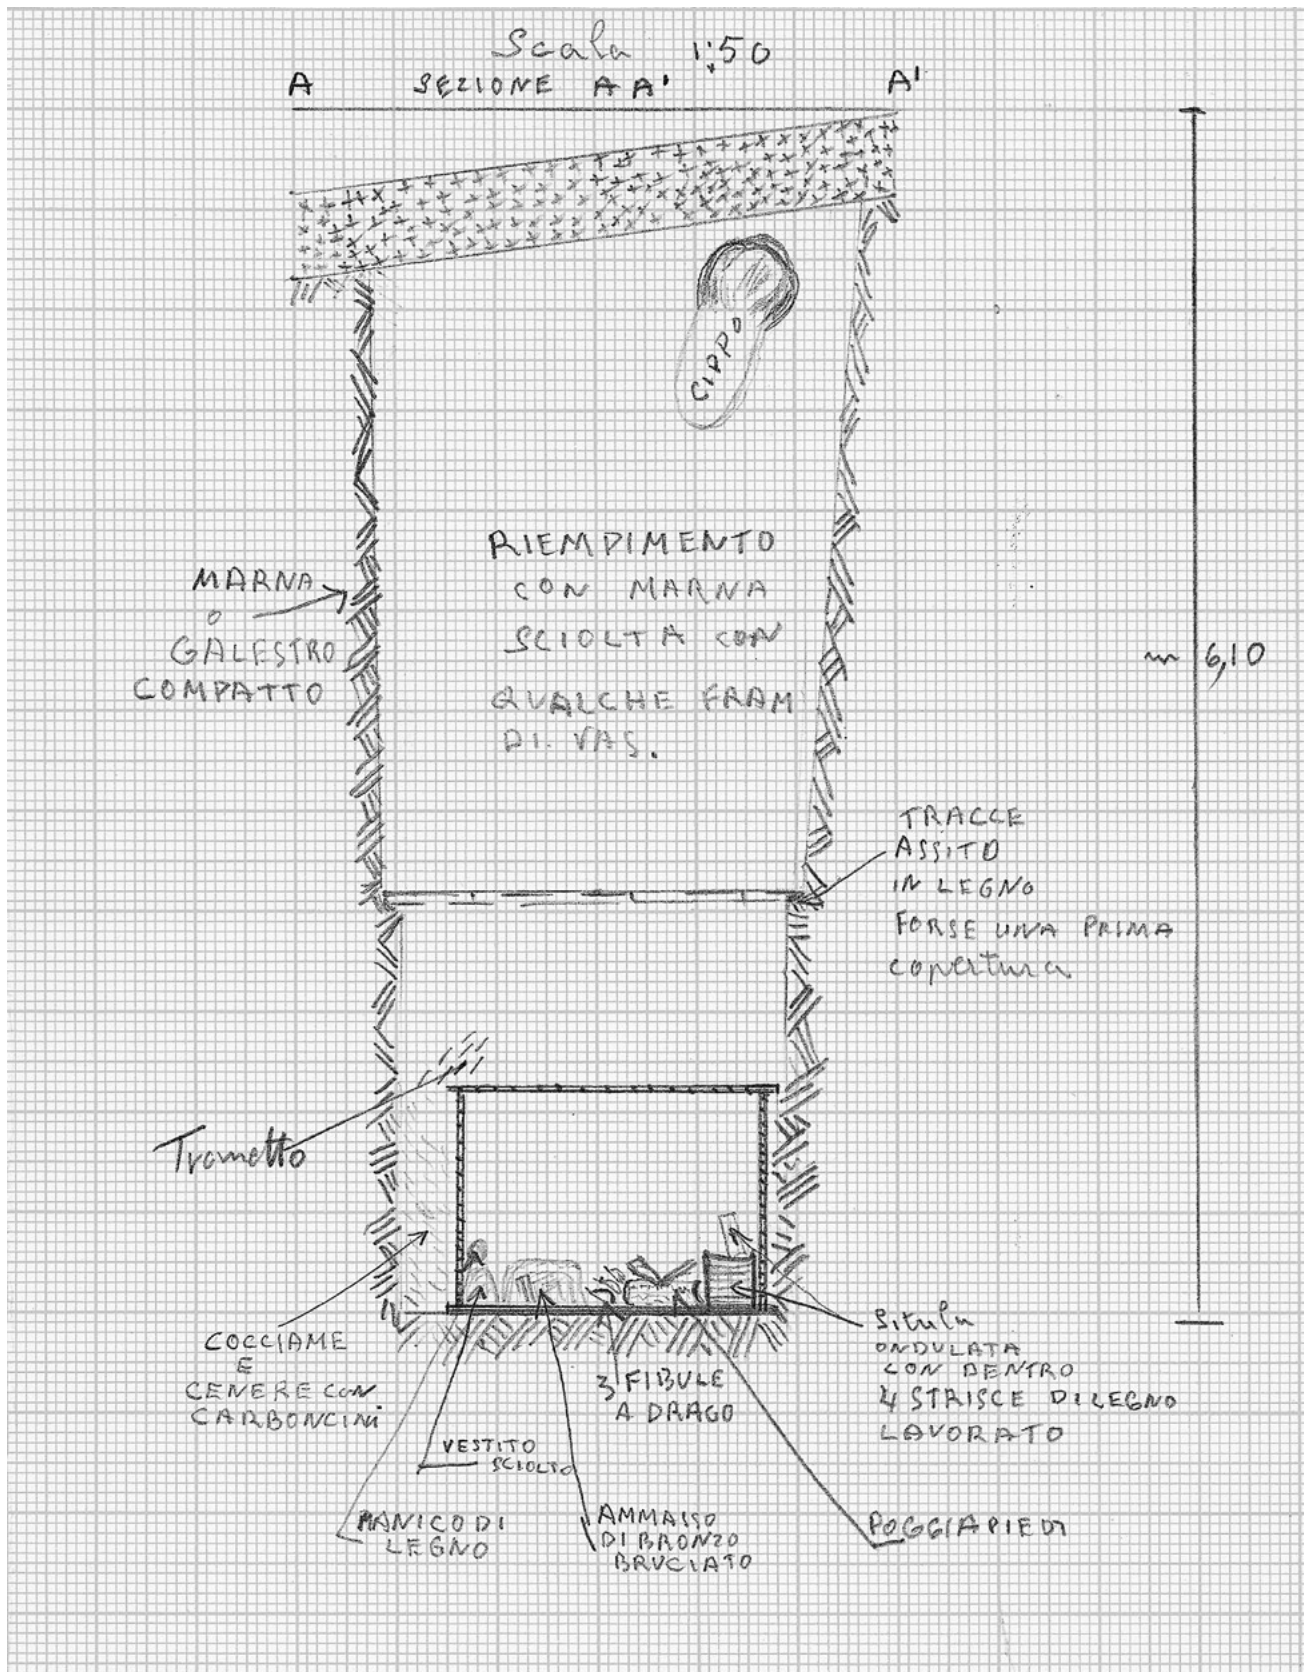 Scala 1:50
A SEZIONE A A' A'
CIPPO
RIEMPIMENTO
CON MARNA
SCIOLTA CON
QUALCHE FRAM
DI VAS.
MARNA
O
GALESTRO
COMPATTO
m 6,10
TRACCE
ASSITO
IN LEGNO
FORSE UNA PRIMA
copertura
COCCIAME
E
CENERE CON
CARBONCINI
VESTITO
SCIOLTO
MANICO DI
LEGNO
3 FIBULE
A DRAGO
AMMASSO
DI BRONZO
BRUCIATO
Situla
ONDULATA
CON DENTRO
4 STRISCE DI LEGNO
LAVORATO
POGGIAPIEDI